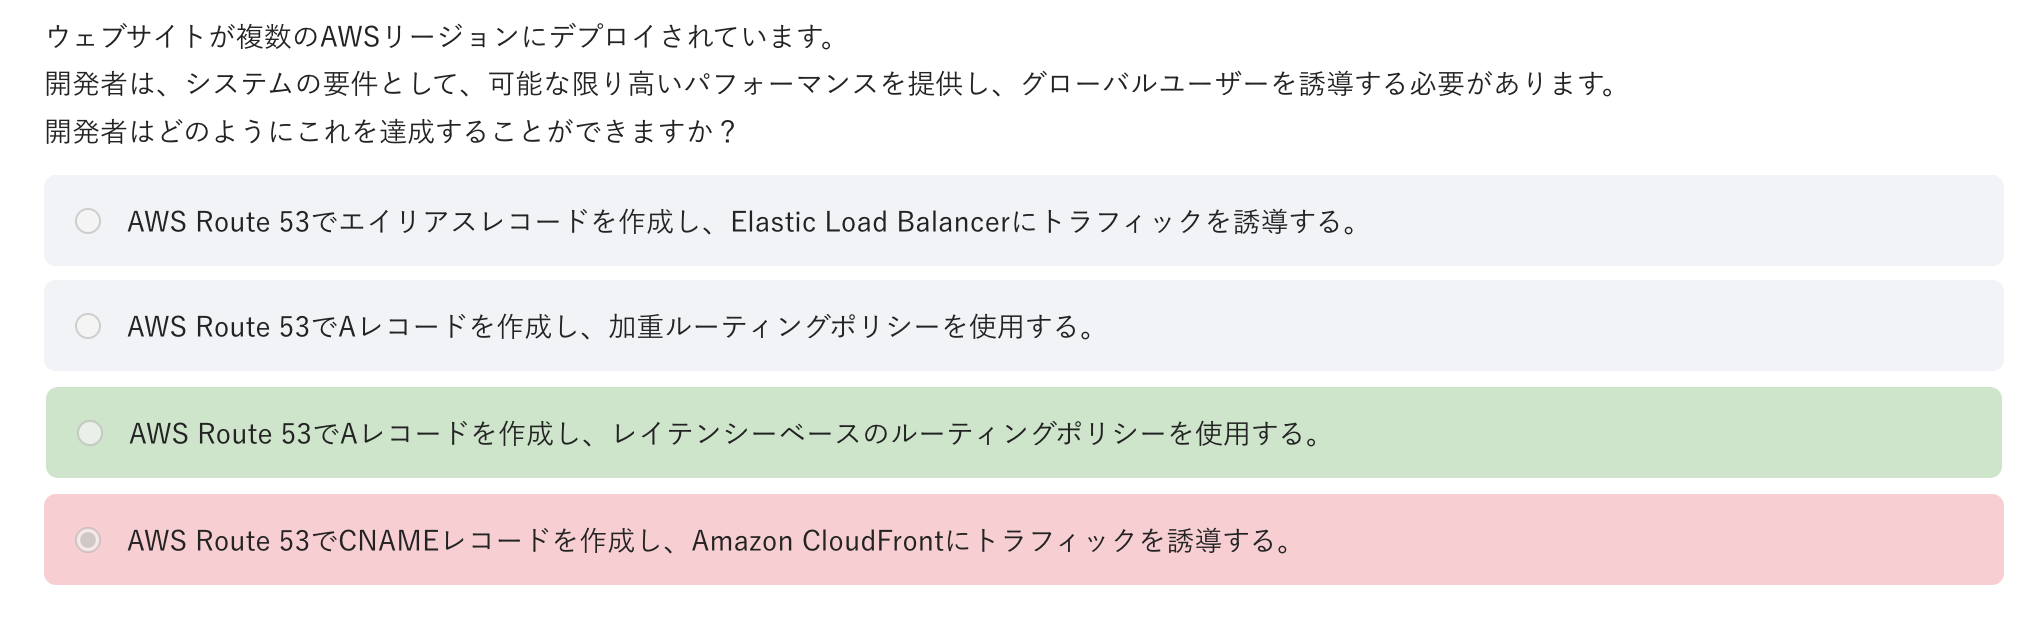 ウェブサイトが複数のAWSリージョンにデプロイされています。
開発者は、システムの要件として、可能な限り高いパフォーマンスを提供し、グローバルユーザーを誘導する必要があります。
開発者はどのようにこれを達成することができますか？
AWS Route 53でエイリアスレコードを作成し、Elastic Load Balancerにトラフィックを誘導する。
AWS Route 53でAレコードを作成し、加重ルーティングポリシーを使用する。
AWS Route 53でAレコードを作成し、レイテンシーベースのルーティングポリシーを使用する。
AWS Route 53でCNAMEレコードを作成し、Amazon CloudFrontにトラフィックを誘導する。